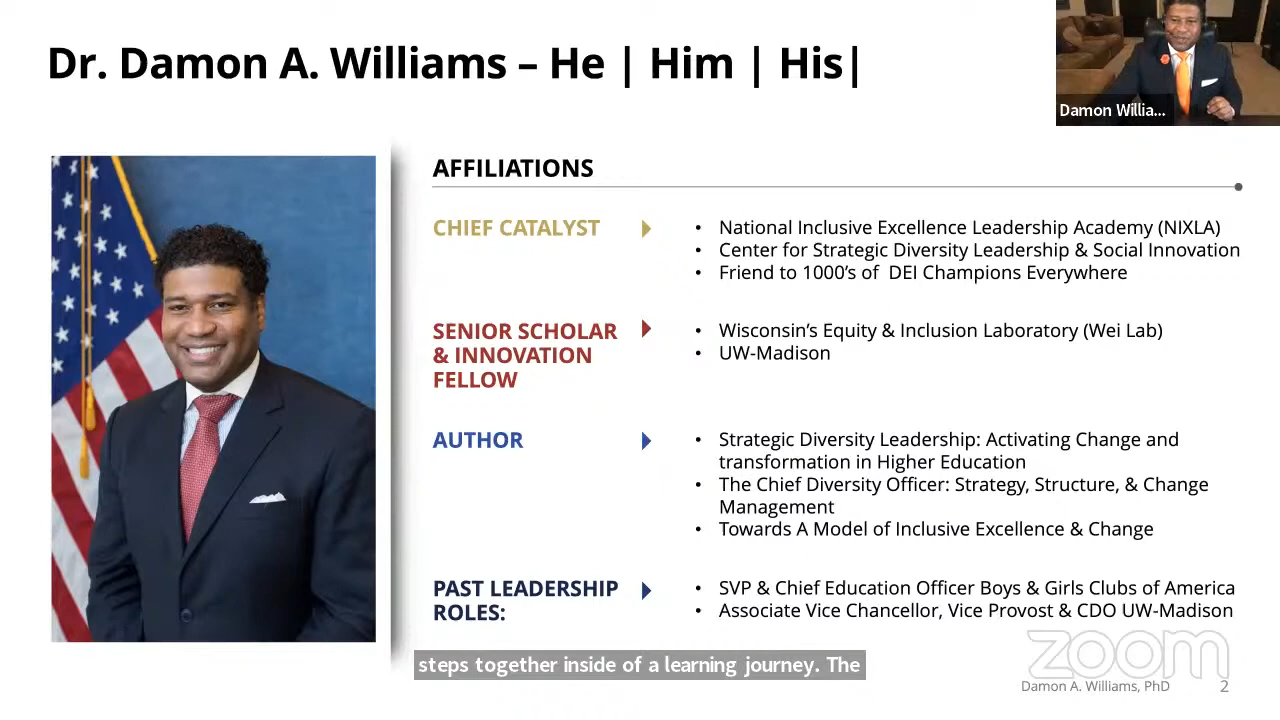 Dr. Damon A. Williams – He | Him | His|
Damon Willia...
AFFILIATIONS
CHIEF CATALYST
• National Inclusive Excellence Leadership Academy (NIXLA)
• Center for Strategic Diversity Leadership & Social Innovation
• Friend to 1000’s of DEI Champions Everywhere
SENIOR SCHOLAR
& INNOVATION
FELLOW
• Wisconsin’s Equity & Inclusion Laboratory (Wei Lab)
• UW-Madison
AUTHOR
• Strategic Diversity Leadership: Activating Change and
transformation in Higher Education
• The Chief Diversity Officer: Strategy, Structure, & Change
Management
• Towards A Model of Inclusive Excellence & Change
PAST LEADERSHIP
ROLES:
• SVP & Chief Education Officer Boys & Girls Clubs of America
• Associate Vice Chancellor, Vice Provost & CDO UW-Madison
steps together inside of a learning journey. The
zoom
Damon A. Williams, PhD
2